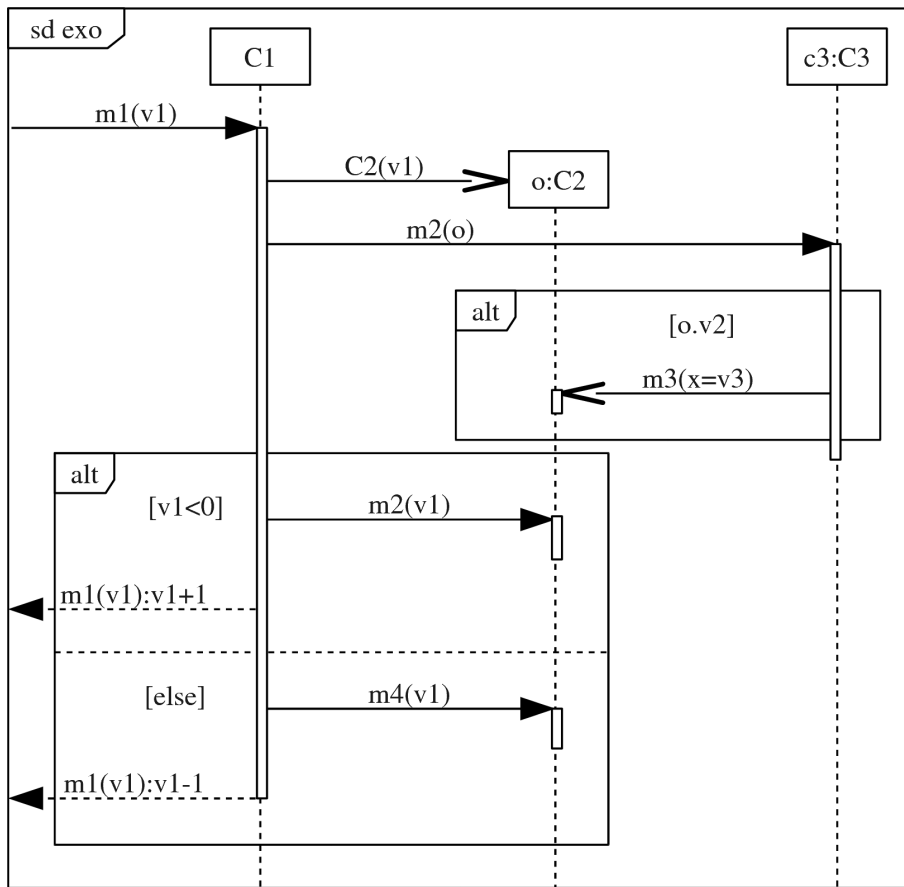 sd exo
C1
c3:C3
m1(v1)
C2(v1)
o:C2
m2(o)
alt
[o.v2]
m3(x=v3)
alt
[v1<0]
m2(v1)
m1(v1):v1+1
[else]
m4(v1)
m1(v1):v1-1